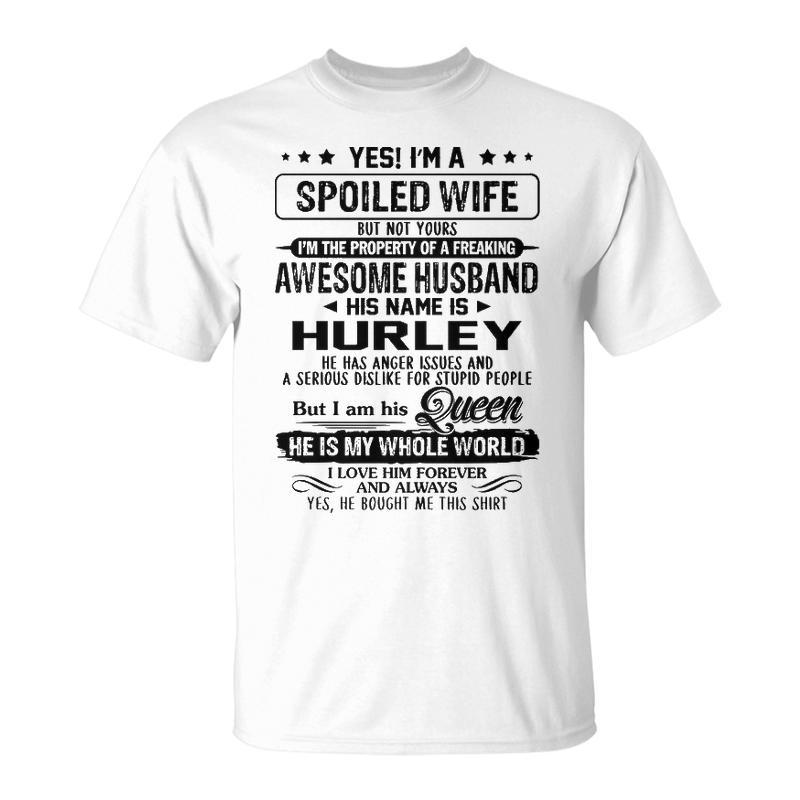 YES! I'M A
SPOILED WIFE
BUT NOT YOURS
I'M THE PROPERTY OF A FREAKING
AWESOME HUSBAND
HIS NAME IS
HURLEY
HE HAS ANGER ISSUES AND
A SERIOUS DISLIKE FOR STUPID PEOPLE
But I am his Queen
HE IS MY WHOLE WORLD
I LOVE HIM FOREVER
AND ALWAYS
YES, HE BOUGHT ME THIS SHIRT